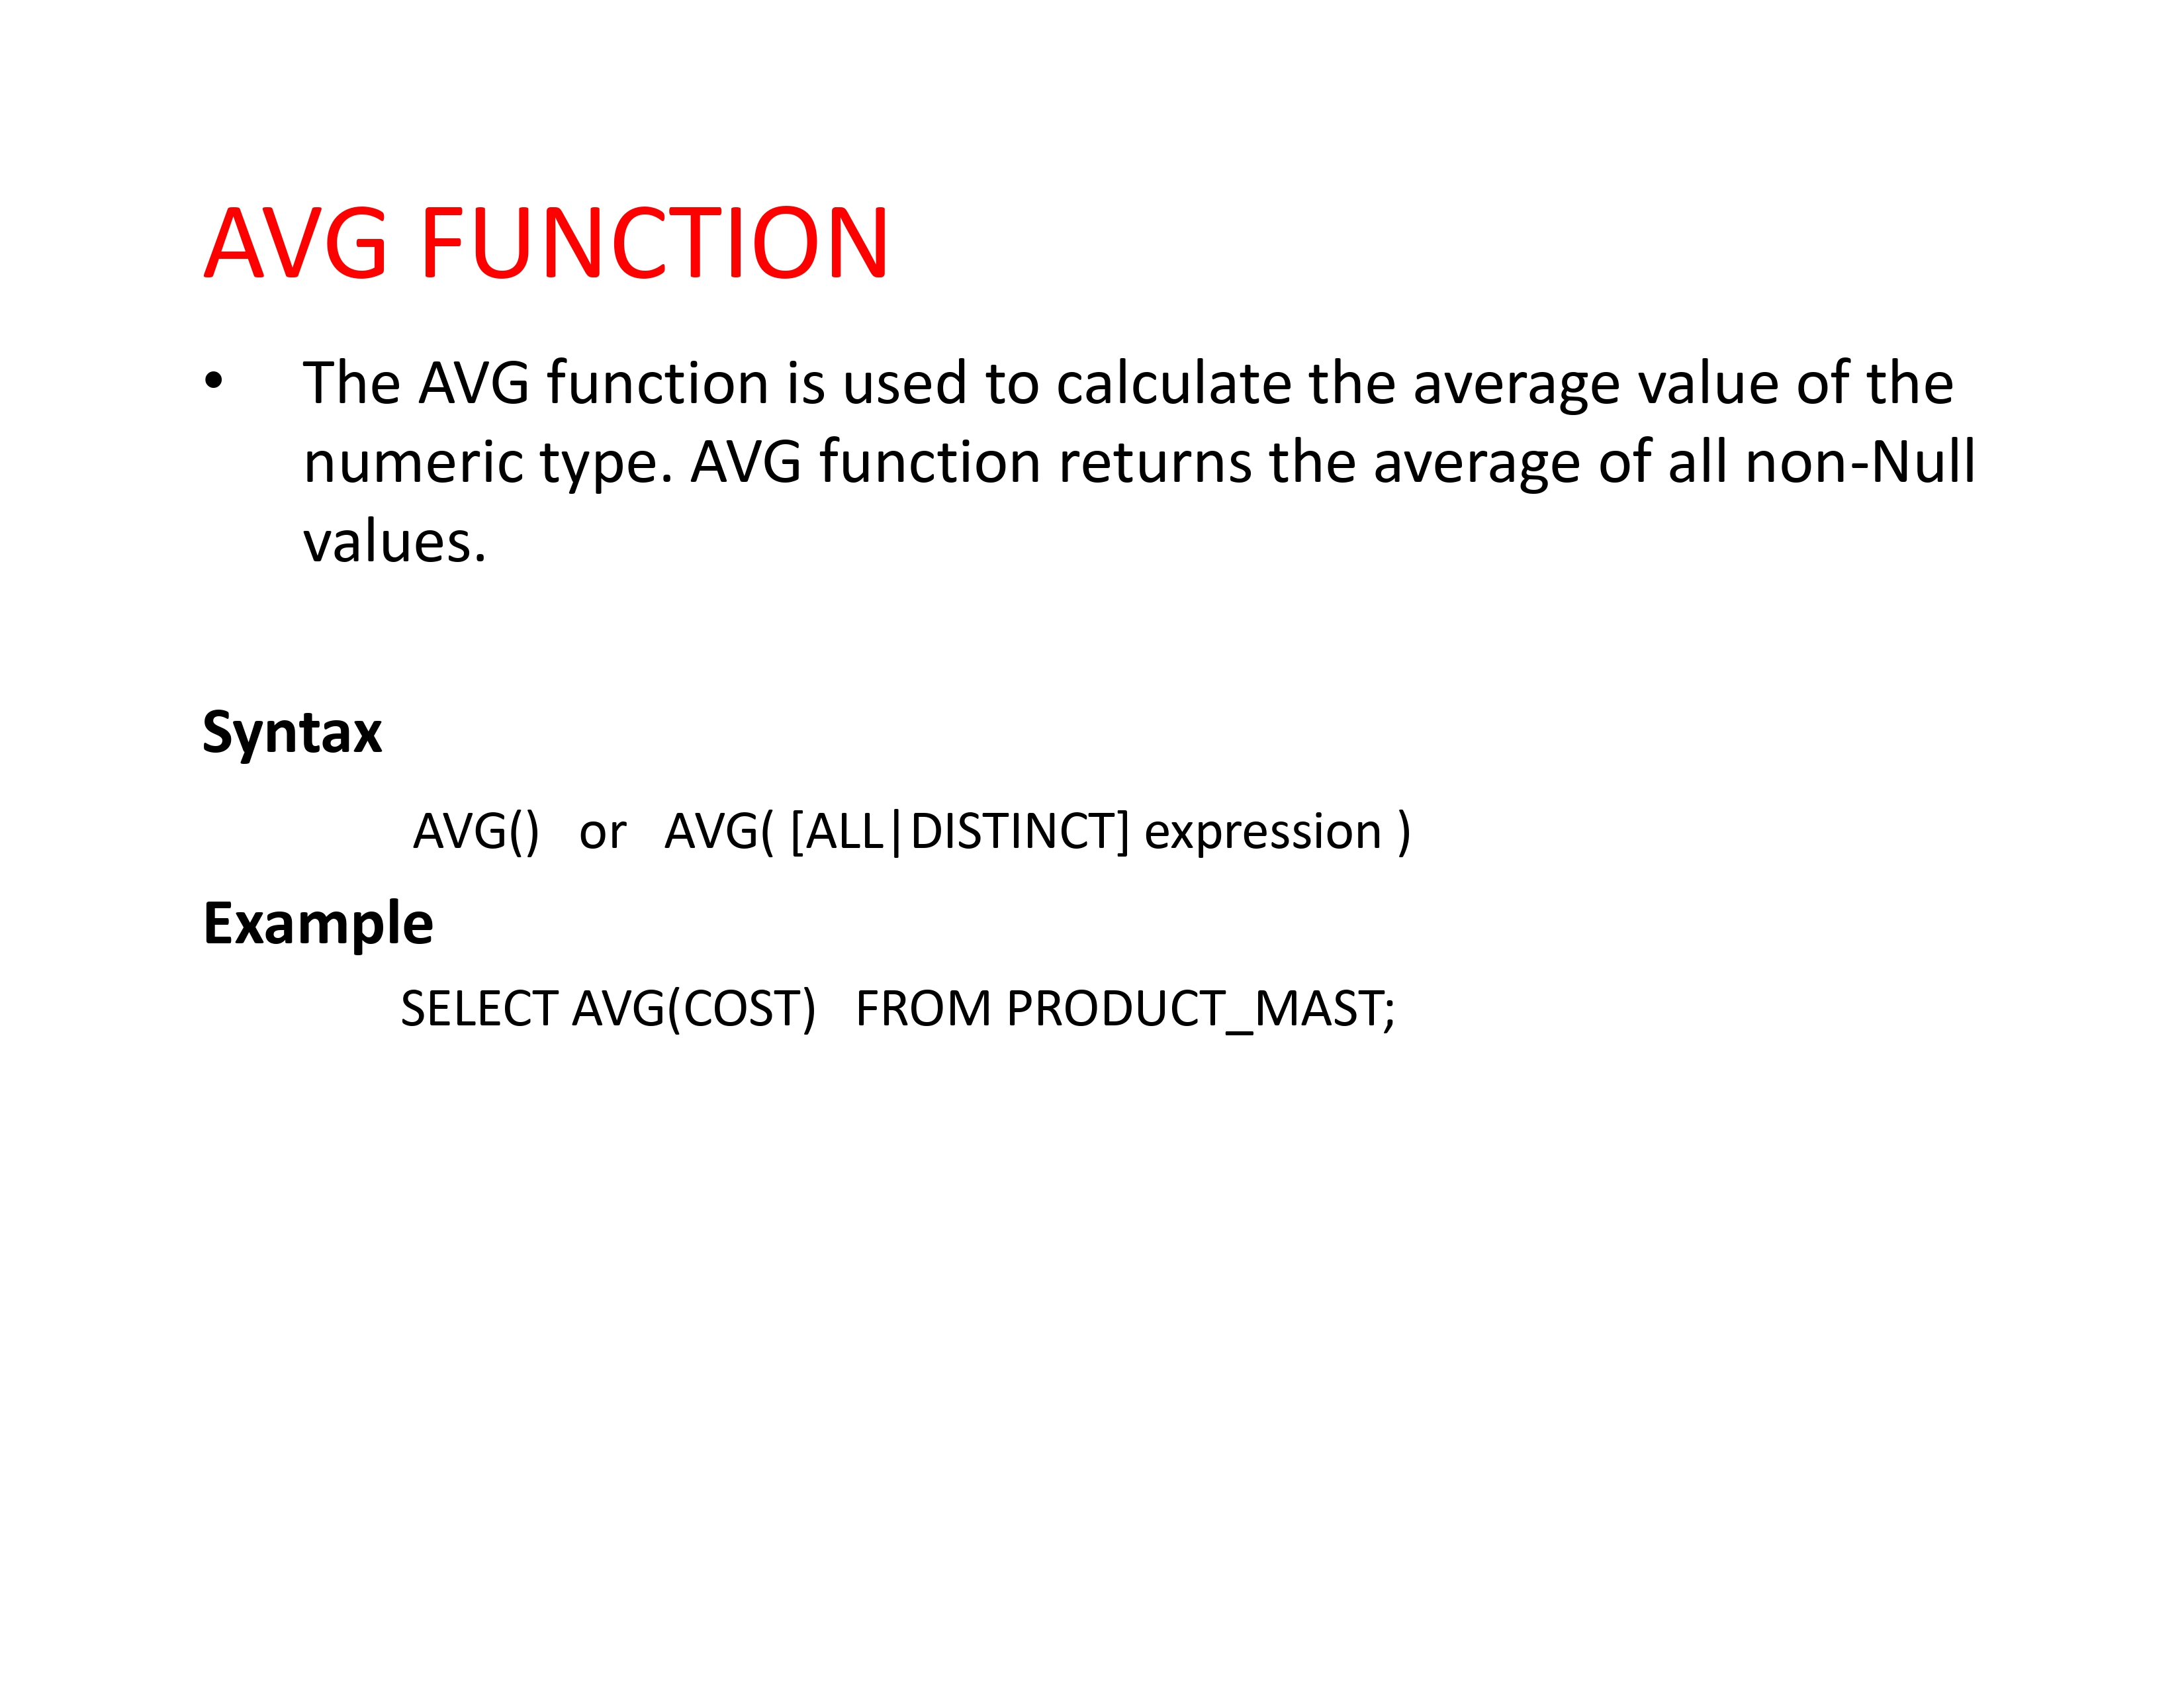 AVG FUNCTION
• The AVG function is used to calculate the average value of the
numeric type. AVG function returns the average of all non-Null
values.
Syntax
AVG() or AVG( [ALL|DISTINCT] expression )
Example
SELECT AVG(COST) FROM PRODUCT_MAST;